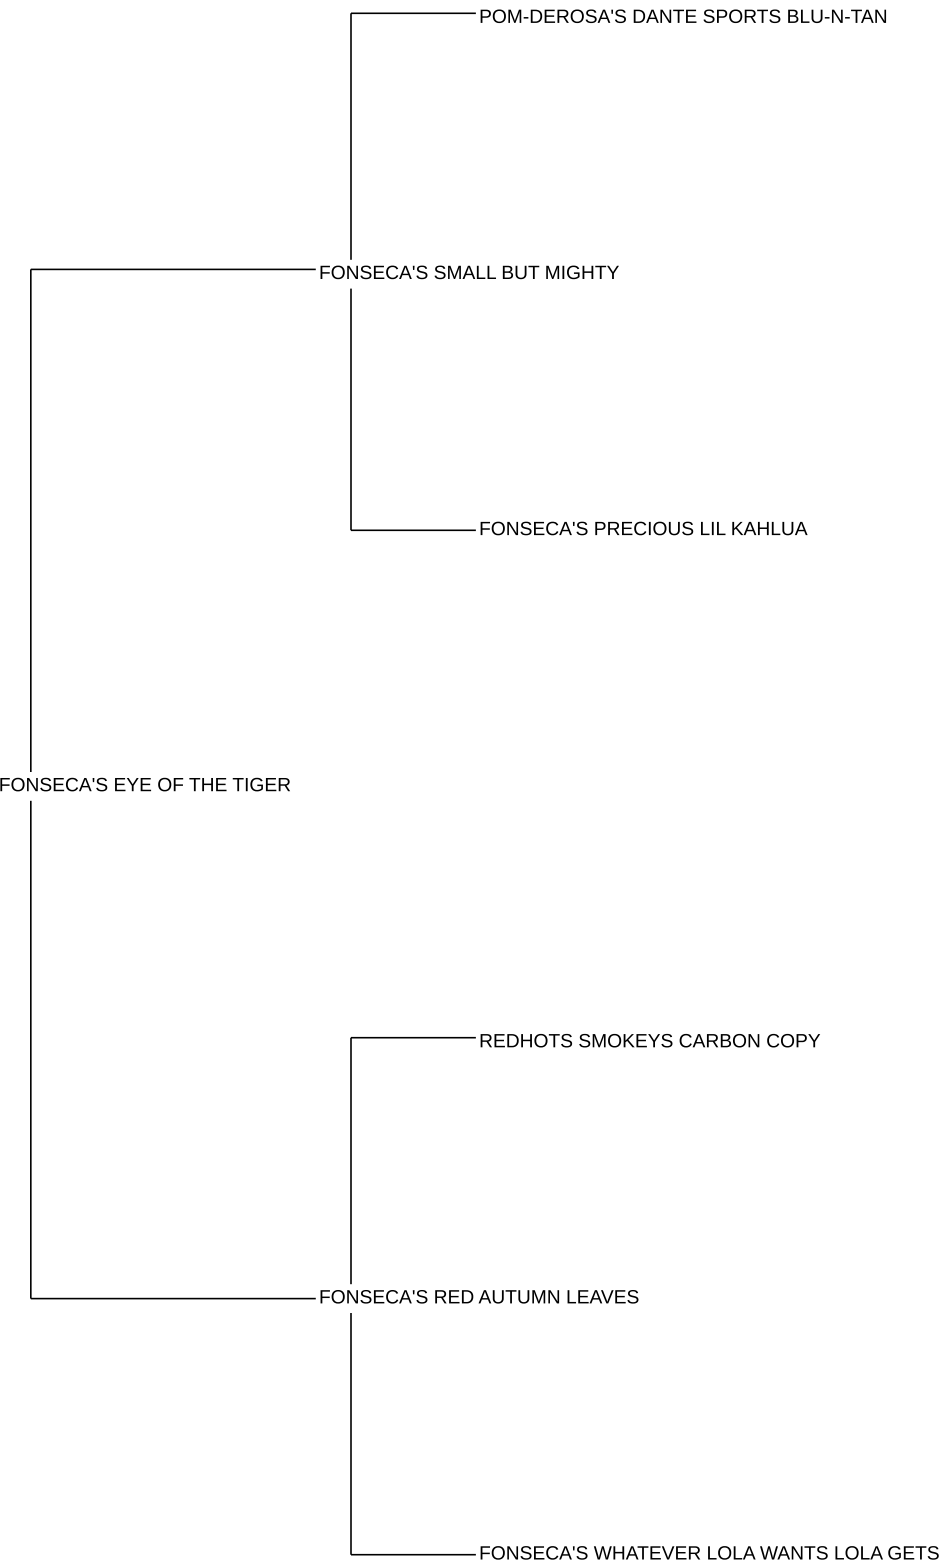 POM-DEROSA'S DANTE SPORTS BLU-N-TAN
FONSECA'S SMALL BUT MIGHTY
FONSECA'S PRECIOUS LIL KAHLUA
FONSECA'S EYE OF THE TIGER
REDHOTS SMOKEYS CARBON COPY
FONSECA'S RED AUTUMN LEAVES
FONSECA'S WHATEVER LOLA WANTS LOLA GETS